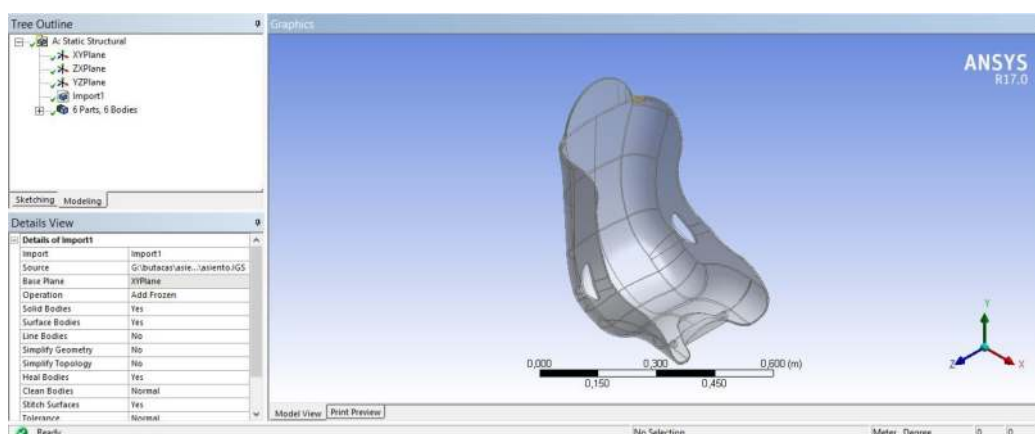 Tree Outline
A: Static Structural
XYPlane
ZXPlane
YZPlane
Import1
6 Parts, 6 Bodies
Sketching Modeling
Details View
Details of Import1
Import Import1
Source G:\butacas\asie...\asiento.IGS
Base Plane XYPlane
Operation Add Frozen
Solid Bodies Yes
Surface Bodies Yes
Line Bodies No
Simplify Geometry No
Simplify Topology No
Heal Bodies Yes
Clean Bodies Normal
Stitch Surfaces Yes
Tolerance Normal
Graphics
ANSYS
R17.0
Y
Z X
0,000 0,300 0,600 (m)
0,150 0,450
Model View Print Preview
Ready No Selection Meter Degree 0 0